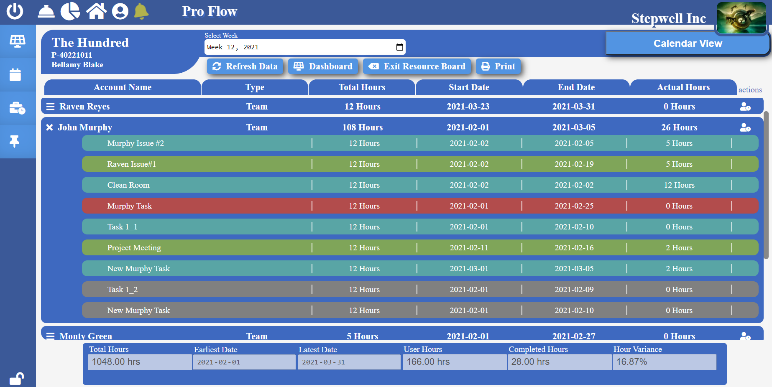 Pro Flow
Stepwell Inc
The Hundred
P-40221011
Bellamy Blake
Select Week
Week 12, 2021
Calendar View
Refresh Data
Dashboard
Exit Resource Board
Print
Account Name Type Total Hours Start Date End Date Actual Hours actions
Raven Reyes Team 12 Hours 2021-03-23 2021-03-31 0 Hours
John Murphy Team 108 Hours 2021-02-01 2021-03-05 26 Hours
Murphy Issue #2 12 Hours 2021-02-02 2021-02-05 5 Hours
Raven Issue#1 12 Hours 2021-02-02 2021-02-19 5 Hours
Clean Room 12 Hours 2021-02-02 2021-02-02 12 Hours
Murphy Task 12 Hours 2021-02-01 2021-02-25 0 Hours
Task 1_1 12 Hours 2021-02-01 2021-02-10 0 Hours
Project Meeting 12 Hours 2021-02-11 2021-02-16 2 Hours
New Murphy Task 12 Hours 2021-03-01 2021-03-05 2 Hours
Task 1_2 12 Hours 2021-02-01 2021-02-09 0 Hours
New Murphy Task 12 Hours 2021-02-01 2021-02-10 0 Hours
Monty Green Team 5 Hours 2021-02-01 2021-02-27 0 Hours
Total Hours Earliest Date Latest Date User Hours Completed Hours Hour Variance
1048.00 hrs 2021-02-01 2021-03-31 166.00 hrs 28.00 hrs 16.87%